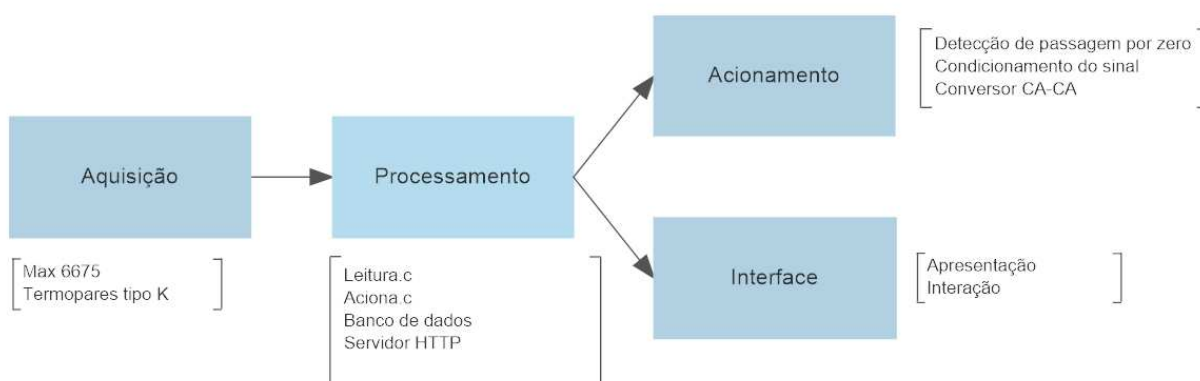 Aquisição
Max 6675
Termopares tipo K
Processamento
Leitura.c
Aciona.c
Banco de dados
Servidor HTTP
Acionamento
Detecção de passagem por zero
Condicionamento do sinal
Conversor CA-CA
Interface
Apresentação
Interação